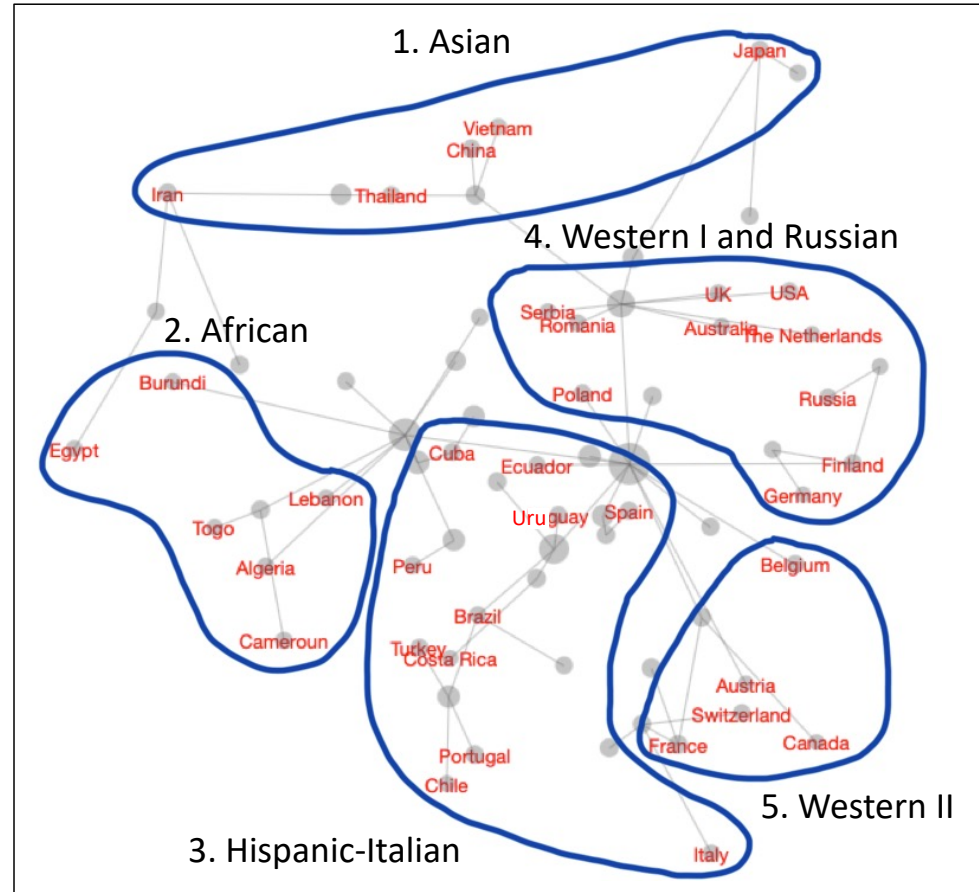 1. Asian
Japan
Vietnam
China
Iran
Thailand
4. Western I and Russian
UK
USA
Serbia
Romania
Australia
The Netherlands
2. African
Burundi
Poland
Russia
Egypt
Cuba
Ecuador
Finland
Lebanon
Germany
Togo
Uruguay
Spain
Algeria
Peru
Belgium
Cameroun
Brazil
Turkey
Costa Rica
Austria
Switzerland
France
Canada
Portugal
Chile
5. Western II
3. Hispanic-Italian
Italy